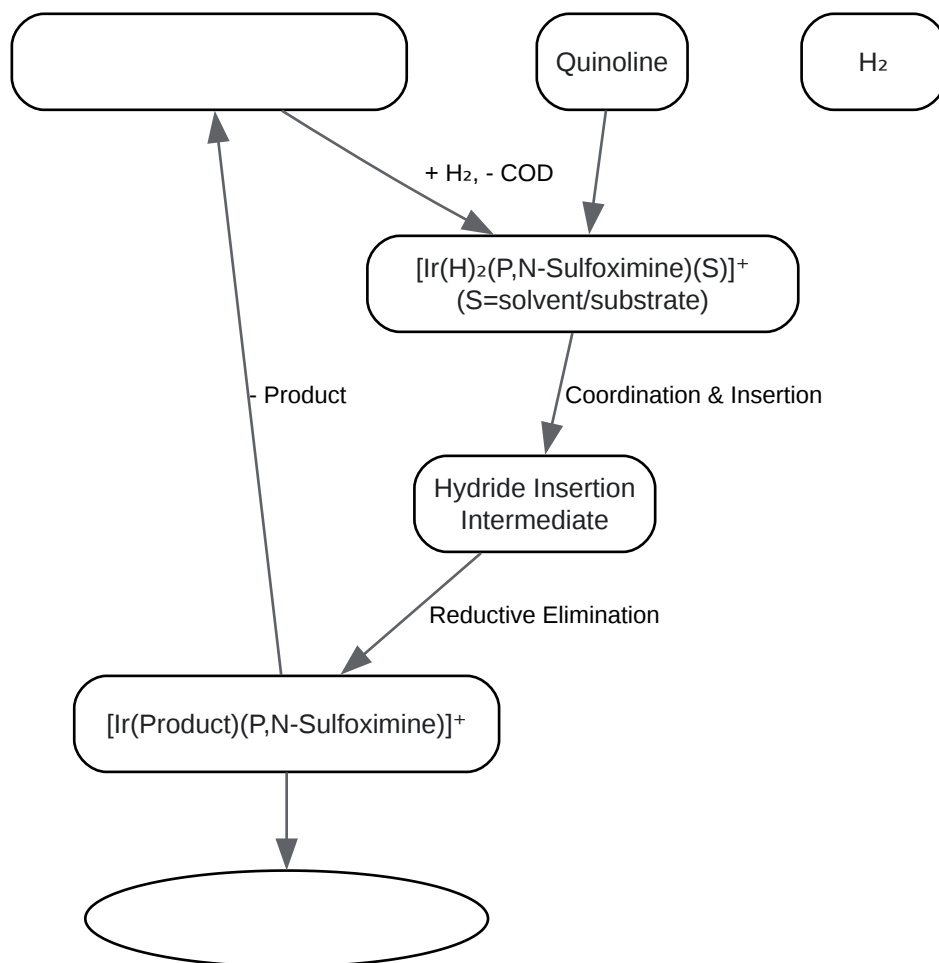 Quinoline
H₂
+ H₂, - COD
[Ir(H)₂(P,N-Sulfoximine)(S)]⁺
(S=solvent/substrate)
- Product
Coordination & Insertion
Hydride Insertion
Intermediate
Reductive Elimination
[Ir(Product)(P,N-Sulfoximine)]⁺